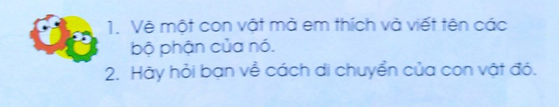 1. Vẽ một con vật mà em thích và viết tên các
bộ phận của nó.
2. Hãy hỏi bạn về cách di chuyển của con vật đó.